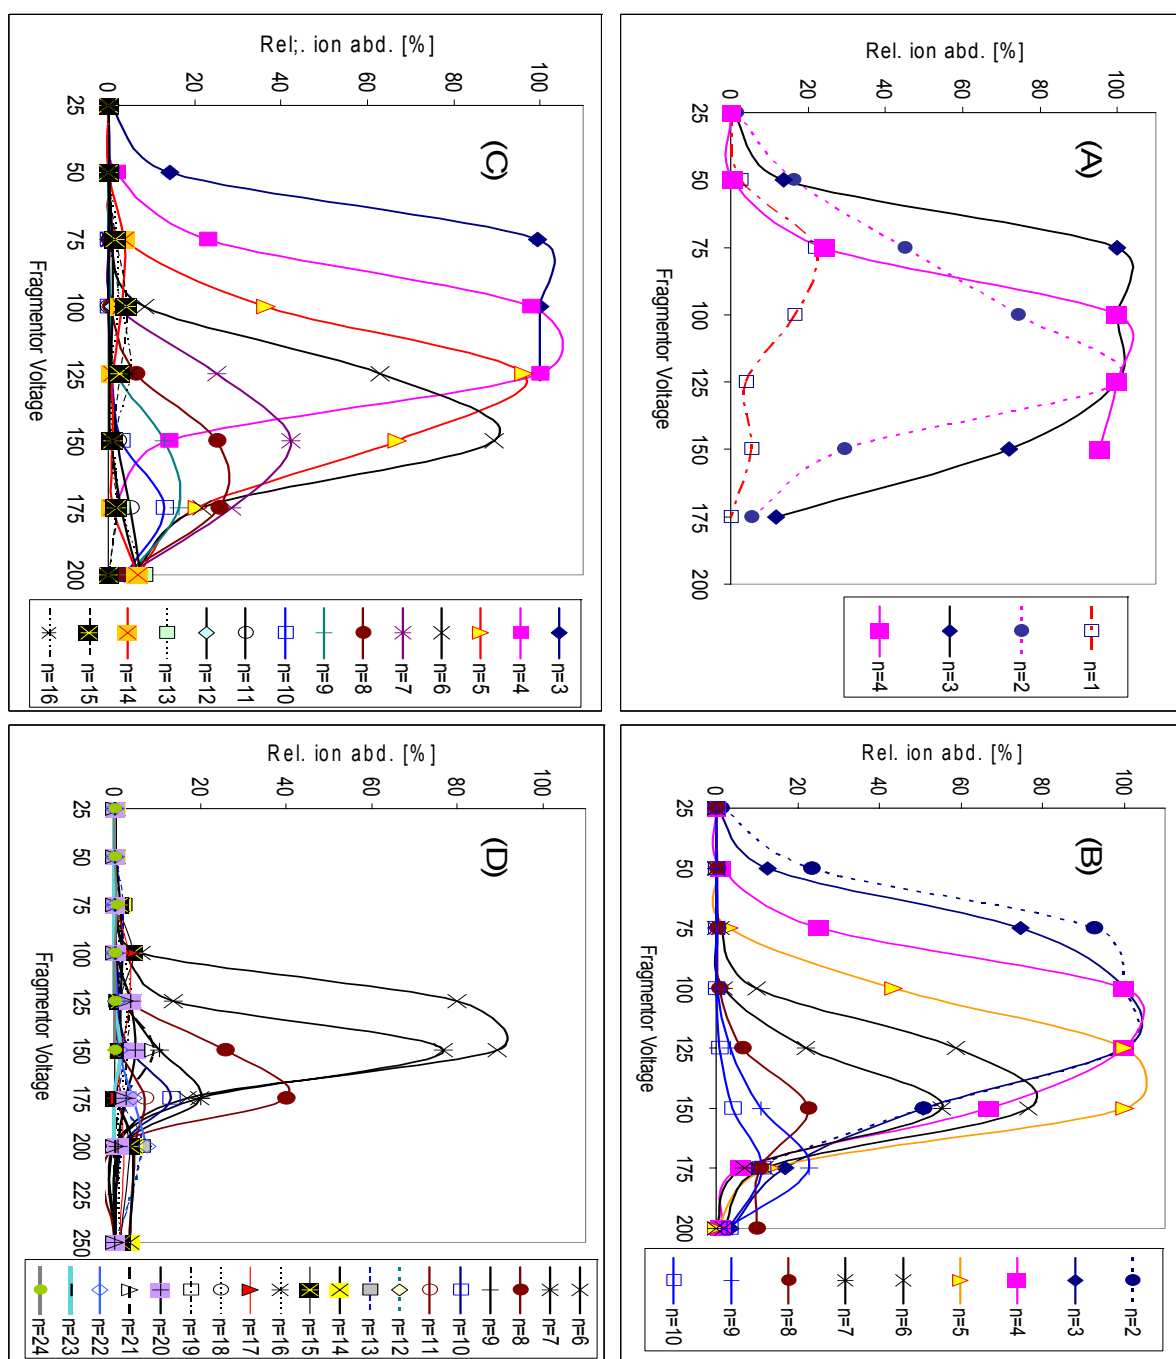 Rel. ion abd. [%]
0 20 40 60 80 100
(A)
25 50 75 100 125 150 175 200
Fragmentor Voltage
n=1
n=2
n=3
n=4
Rel. ion abd. [%]
0 20 40 60 80 100
(B)
25 50 75 100 125 150 175 200
Fragmentor Voltage
n=2
n=3
n=4
n=5
n=6
n=7
n=8
n=9
n=10
Rel;. ion abd. [%]
0 20 40 60 80 100
(C)
25 50 75 100 125 150 175 200
Fragmentor Voltage
n=3
n=4
n=5
n=6
n=7
n=8
n=9
n=10
n=11
n=12
n=13
n=14
n=15
n=16
Rel. ion abd. [%]
0 20 40 60 80 100
(D)
25 50 75 100 125 150 175 200 225 250
Fragmentor Voltage
n=6
n=7
n=8
n=9
n=10
n=11
n=12
n=13
n=14
n=15
n=16
n=17
n=18
n=19
n=20
n=21
n=22
n=23
n=24